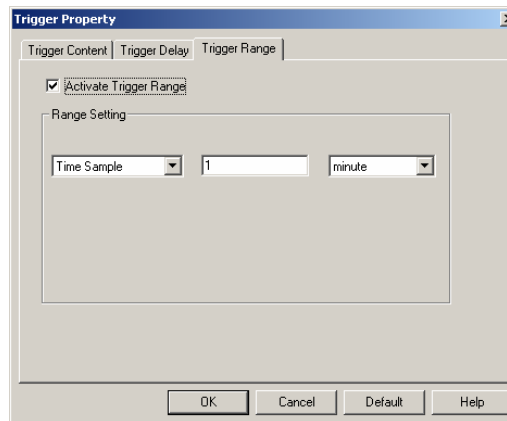 Trigger Property
Trigger Content Trigger Delay Trigger Range
Activate Trigger Range
Range Setting
Time Sample 1 minute
OK Cancel Default Help